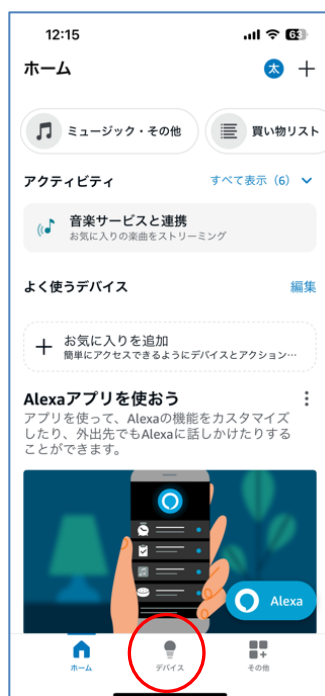 12:15
63
ホーム
太
ミュージック・その他
買い物リスト
アクティビティ
すべて表示（6）
音楽サービスと連携
お気に入りの楽曲をストリーミング
よく使うデバイス
編集
お気に入りを追加
簡単にアクセスできるようにデバイスとアクション…
Alexaアプリを使おう
アプリを使って、Alexaの機能をカスタマイズ
したり、外出先でもAlexaに話しかけたりする
ことができます。
Alexa
ホーム
デバイス
その他